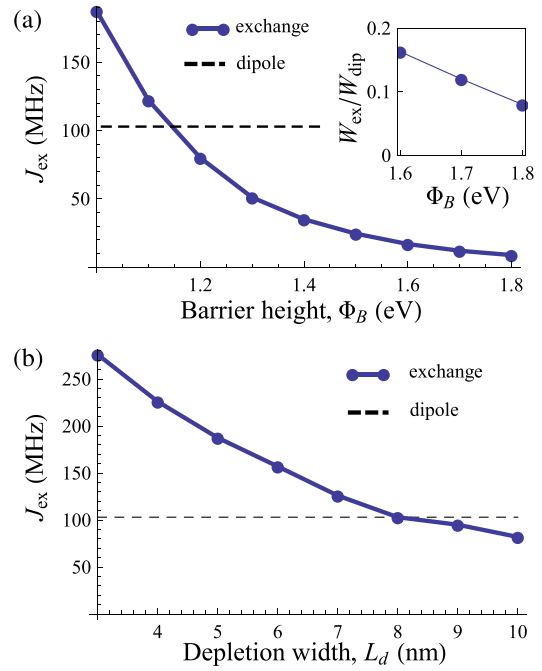 (a)
exchange
dipole
J_ex (MHz)
150
100
50
1.2 1.4 1.6 1.8
Barrier height, Φ_B (eV)
W_ex/W_dip
0.2
0.1
0
1.6 1.7 1.8
Φ_B (eV)
(b)
exchange
dipole
J_ex (MHz)
250
200
150
100
50
4 5 6 7 8 9 10
Depletion width, L_d (nm)